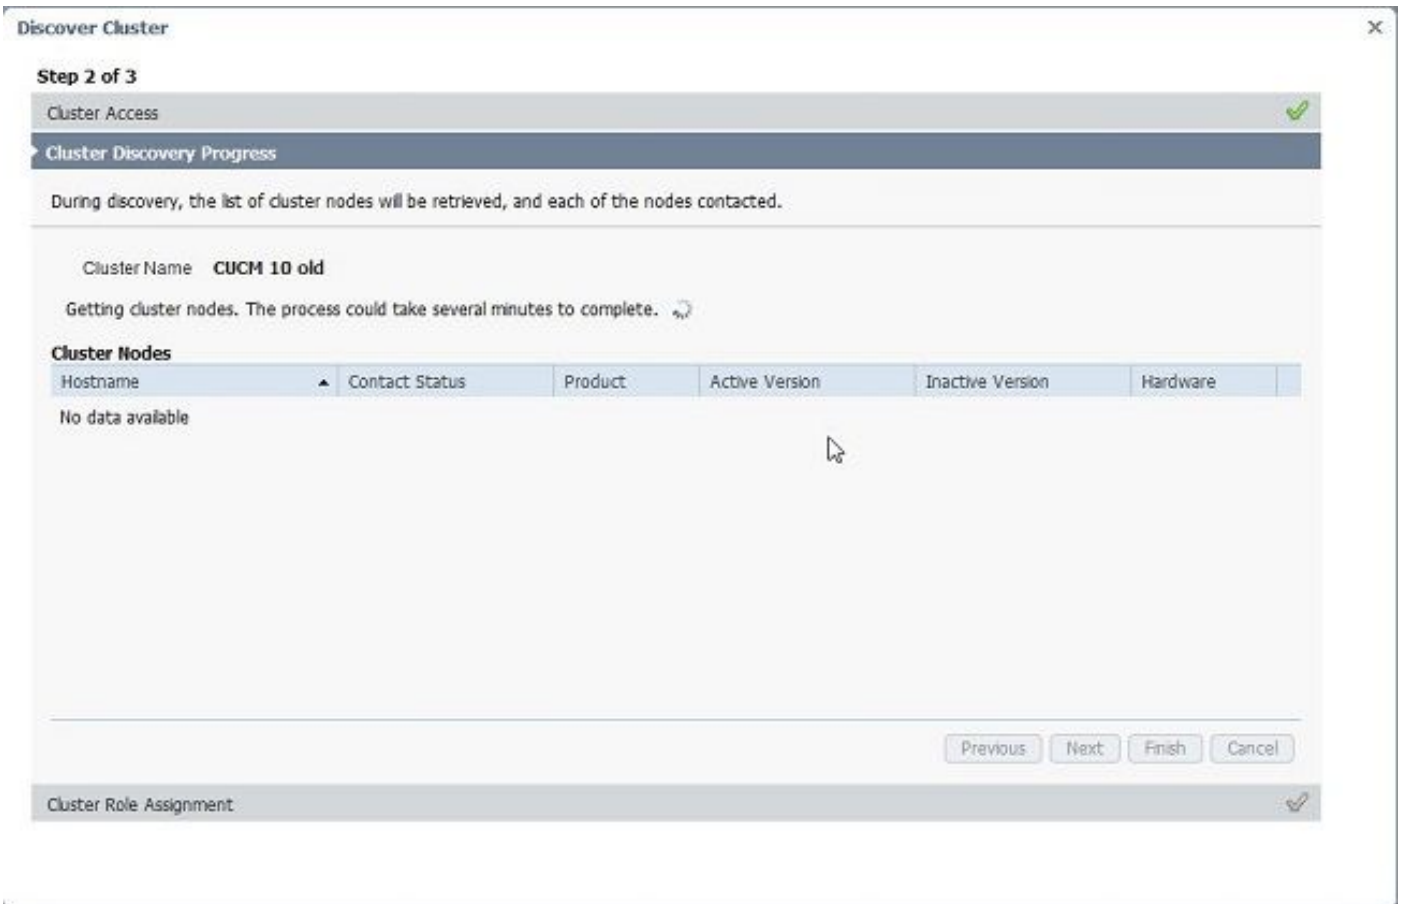 Discover Cluster
Step 2 of 3
Cluster Access
Cluster Discovery Progress
During discovery, the list of cluster nodes will be retrieved, and each of the nodes contacted.
Cluster Name CUCM 10 old
Getting cluster nodes. The process could take several minutes to complete.
Cluster Nodes
Hostname Contact Status Product Active Version Inactive Version Hardware
No data available
Previous Next Finish Cancel
Cluster Role Assignment